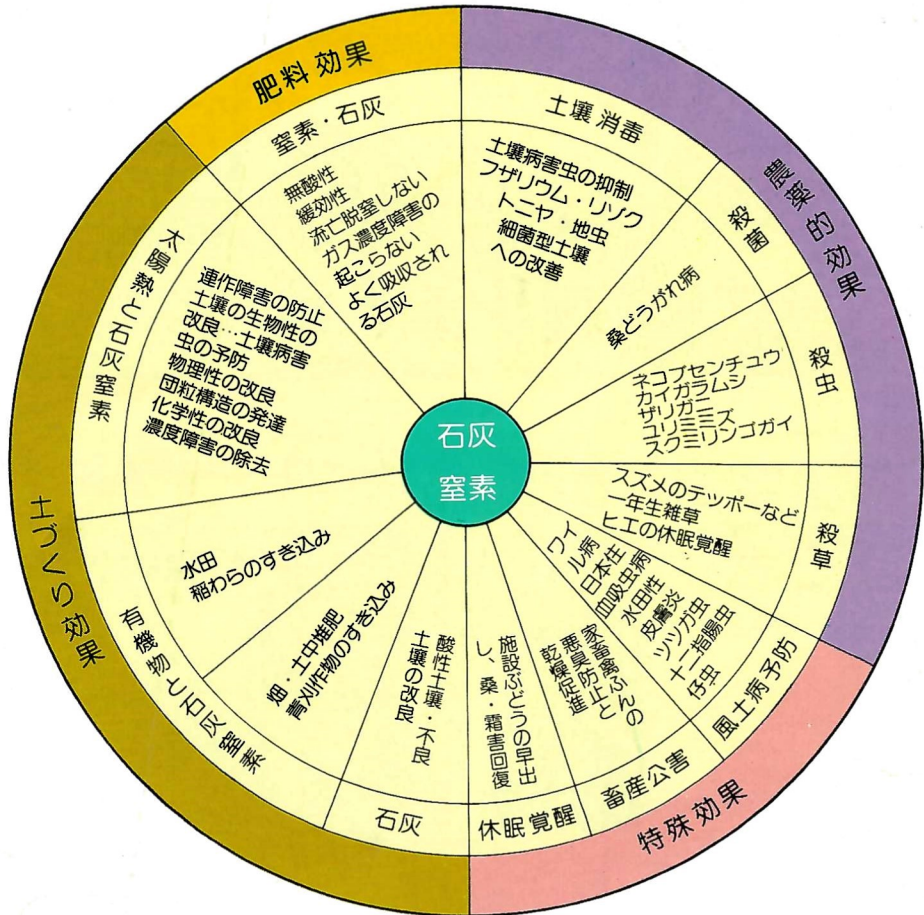 石灰
窒素
肥料効果
窒素・石灰
無酸性
緩効性
流亡脱窒しない
ガス濃度障害の
起こらない
よく吸収され
る石灰
農薬的効果
土壌消毒
土壌病害虫の抑制
フザリウム・リゾク
トニヤ・地虫
細菌型土壌
への改善
殺菌
桑どうがれ病
殺虫
ネコブセンチュウ
カイガラムシ
ザリガニ
ユリミミズ
スクミリンゴガイ
殺草
スズメのテッポーなど
一年生雑草
ヒエの休眠覚醒
特殊効果
風土病予防
ワイ
ル病
日本住
血吸虫病
水田性
皮膚炎
ツツガ虫
十二指腸虫
仔虫
畜産公害
家畜禽ふんの
悪臭防止と
乾燥促進
休眠覚醒
施設ぶどうの早出
し、桑・霜害回復
土づくり効果
石灰
酸性土壌・不良
土壌の改良
有機物と石灰窒素
畑・土中堆肥
青刈作物のすき込み
水田
稲わらのすき込み
太陽熱と石灰窒素
連作障害の防止
土壌の生物性の
改良…土壌病害
虫の予防
物理性の改良
団粒構造の発達
化学性の改良
濃度障害の除去